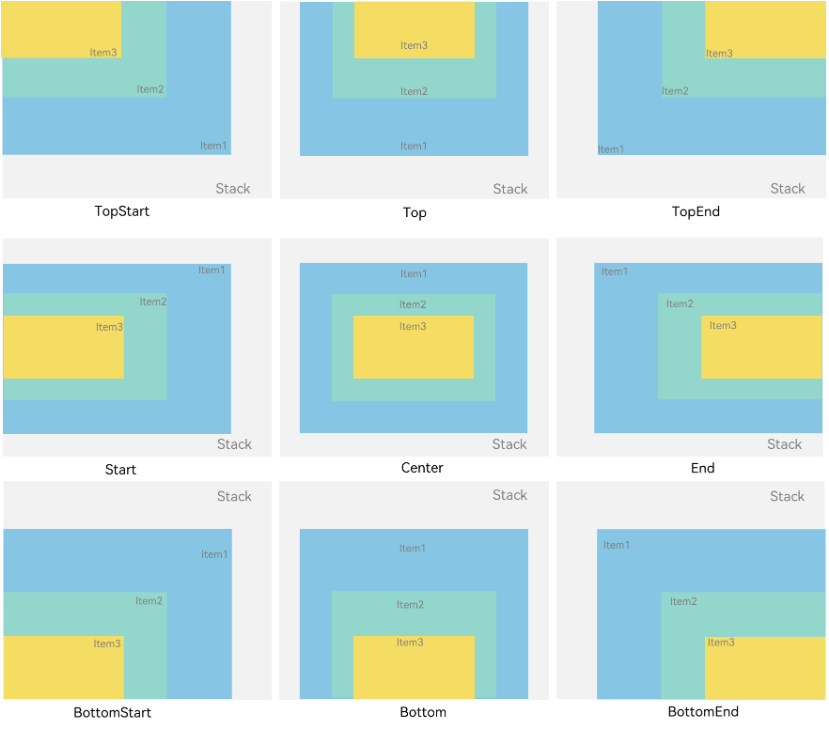 Item3
Item2
Item1
Stack
TopStart
Item3
Item2
Item1
Stack
Top
Item3
Item2
Item1
Stack
TopEnd
Item1
Item2
Item3
Stack
Start
Item1
Item2
Item3
Stack
Center
Item1
Item2
Item3
Stack
End
Stack
Item1
Item2
Item3
BottomStart
Stack
Item1
Item2
Item3
Bottom
Stack
Item1
Item2
Item3
BottomEnd